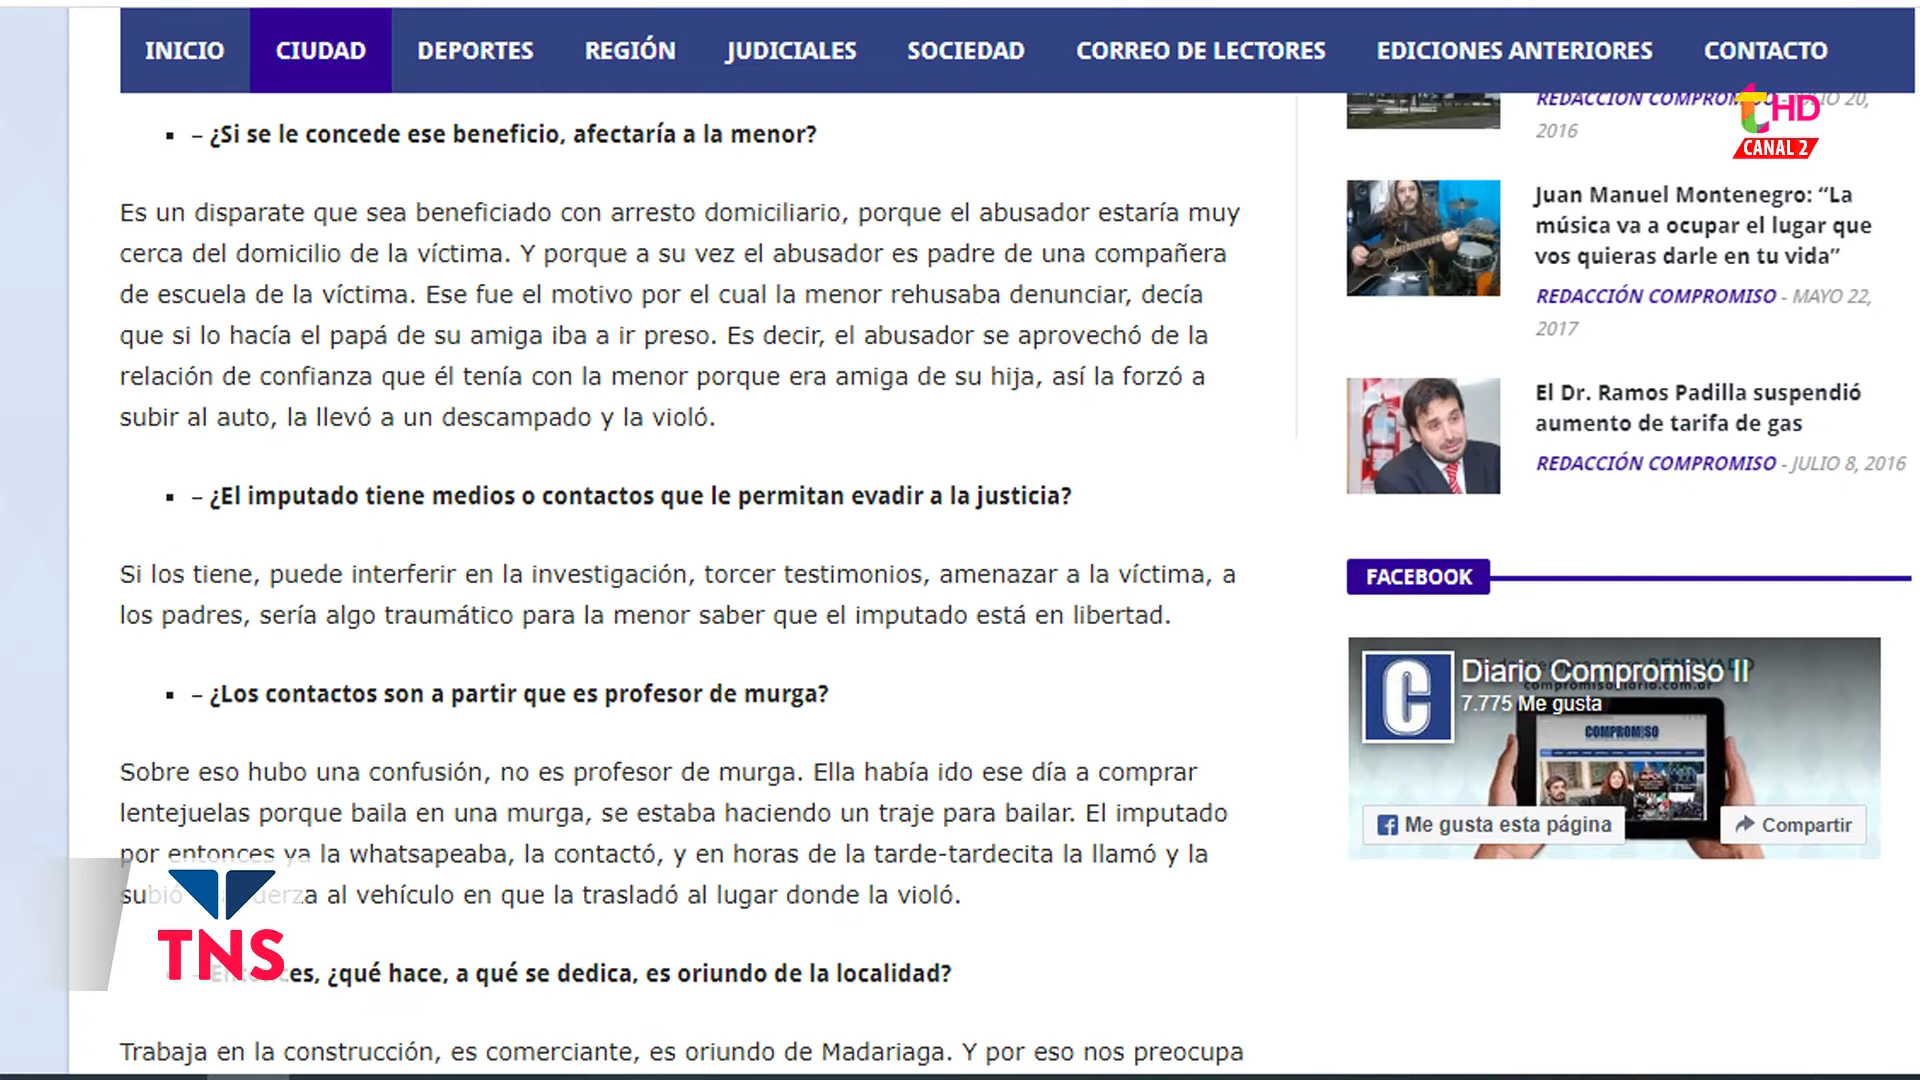 INICIO CIUDAD DEPORTES REGIÓN JUDICIALES SOCIEDAD CORREO DE LECTORES EDICIONES ANTERIORES CONTACTO
– ¿Si se le concede ese beneficio, afectaría a la menor?
Es un disparate que sea beneficiado con arresto domiciliario, porque el abusador estaría muy
cerca del domicilio de la víctima. Y porque a su vez el abusador es padre de una compañera
de escuela de la víctima. Ese fue el motivo por el cual la menor rehusaba denunciar, decía
que si lo hacía el papá de su amiga iba a ir preso. Es decir, el abusador se aprovechó de la
relación de confianza que él tenía con la menor porque era amiga de su hija, así la forzó a
subir al auto, la llevó a un descampado y la violó.
– ¿El imputado tiene medios o contactos que le permitan evadir a la justicia?
Si los tiene, puede interferir en la investigación, torcer testimonios, amenazar a la víctima, a
los padres, sería algo traumático para la menor saber que el imputado está en libertad.
– ¿Los contactos son a partir que es profesor de murga?
Sobre eso hubo una confusión, no es profesor de murga. Ella había ido ese día a comprar
lentejuelas porque baila en una murga, se estaba haciendo un traje para bailar. El imputado
por entonces ya la whatsapeaba, la contactó, y en horas de la tarde-tardecita la llamó y la
subió al vehículo en que la trasladó al lugar donde la violó.
¿qué hace, a qué se dedica, es oriundo de la localidad?
Trabaja en la construcción, es comerciante, es oriundo de Madariaga. Y por eso nos preocupa
TNS
REDACCIÓN COMPROMISO - JULIO 20,
2016
t HD
CANAL 2
Juan Manuel Montenegro: “La
música va a ocupar el lugar que
vos quieras darle en tu vida”
REDACCIÓN COMPROMISO - MAYO 22,
2017
El Dr. Ramos Padilla suspendió
aumento de tarifa de gas
REDACCIÓN COMPROMISO - JULIO 8, 2016
FACEBOOK
C
Diario Compromiso II
compromisodiario.com.ar
7.775 Me gusta
COMPROMISO
Me gusta esta página
Compartir